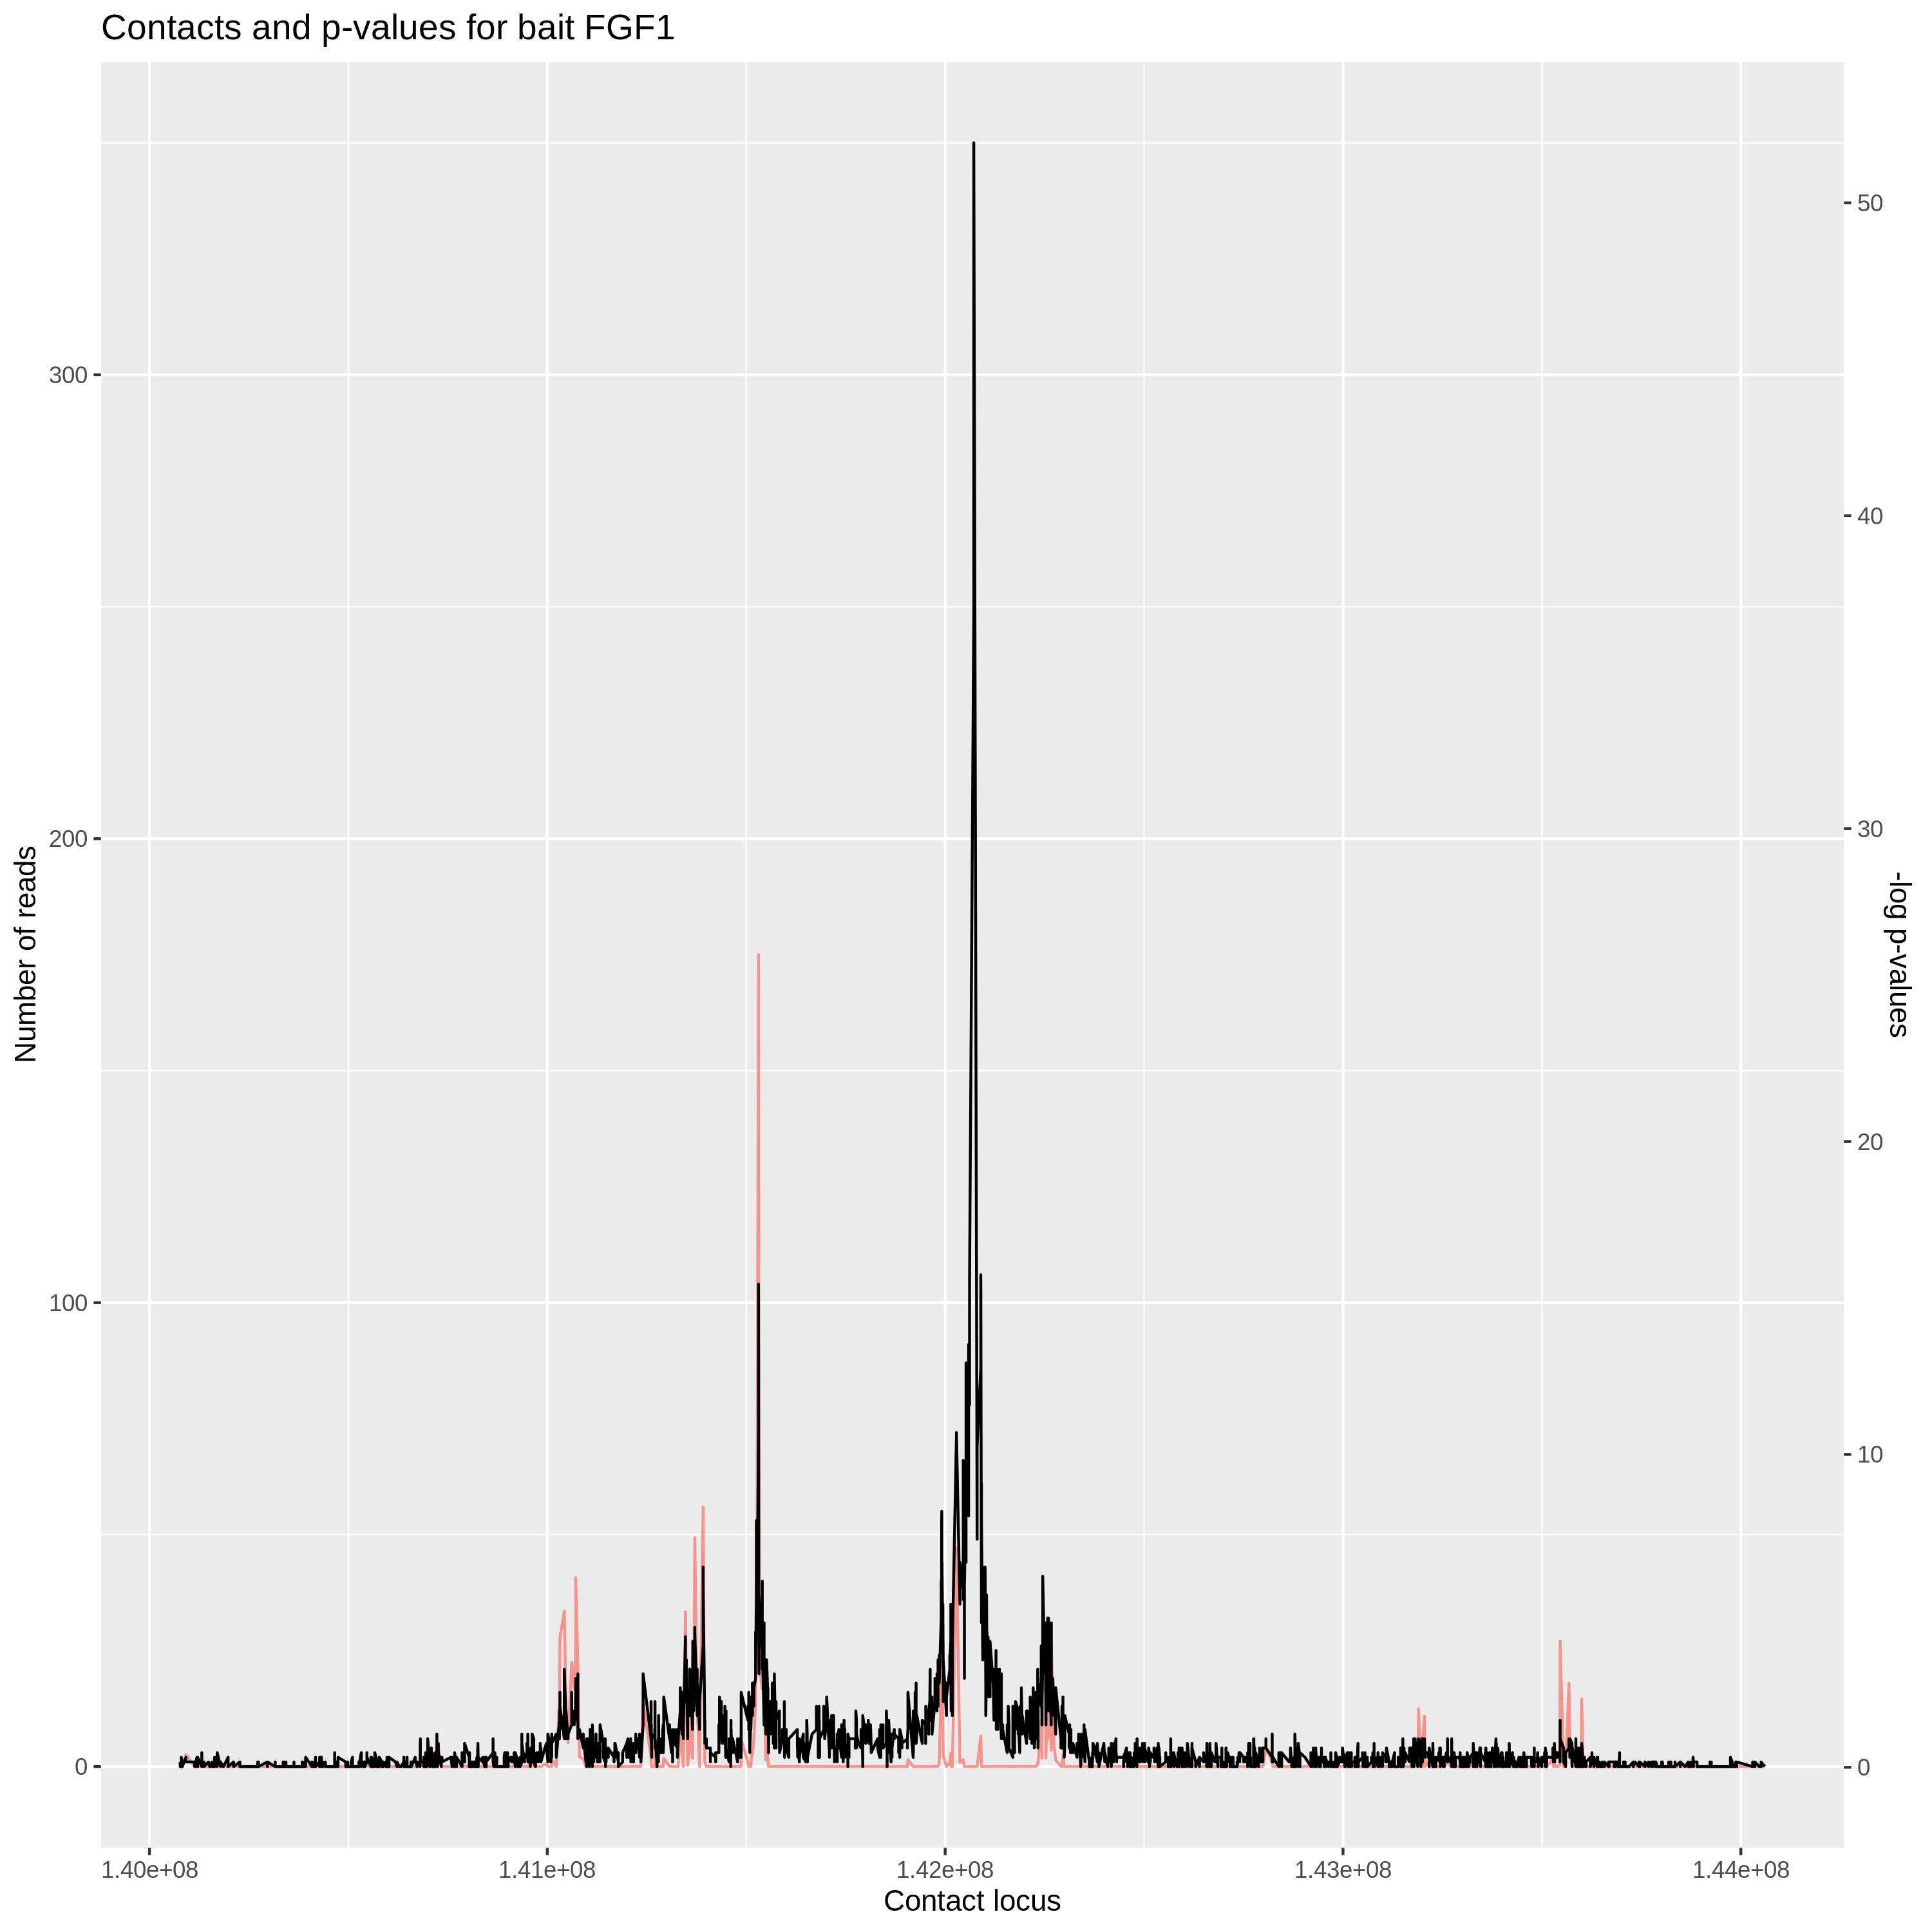 Contacts and p-values for bait FGF1
300
200
100
0
Number of reads
50
40
30
20
10
0
-log p-values
1.40e+08 1.41e+08 1.42e+08 1.43e+08 1.44e+08
Contact locus